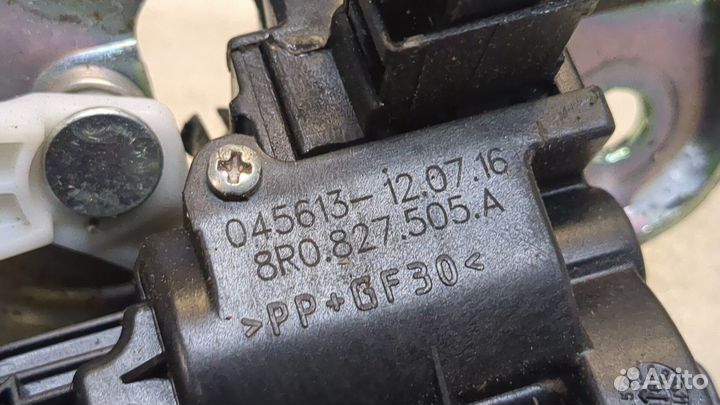 045613- 12.07.16
8R0.827.505.A
>PP+GF30<
Avito